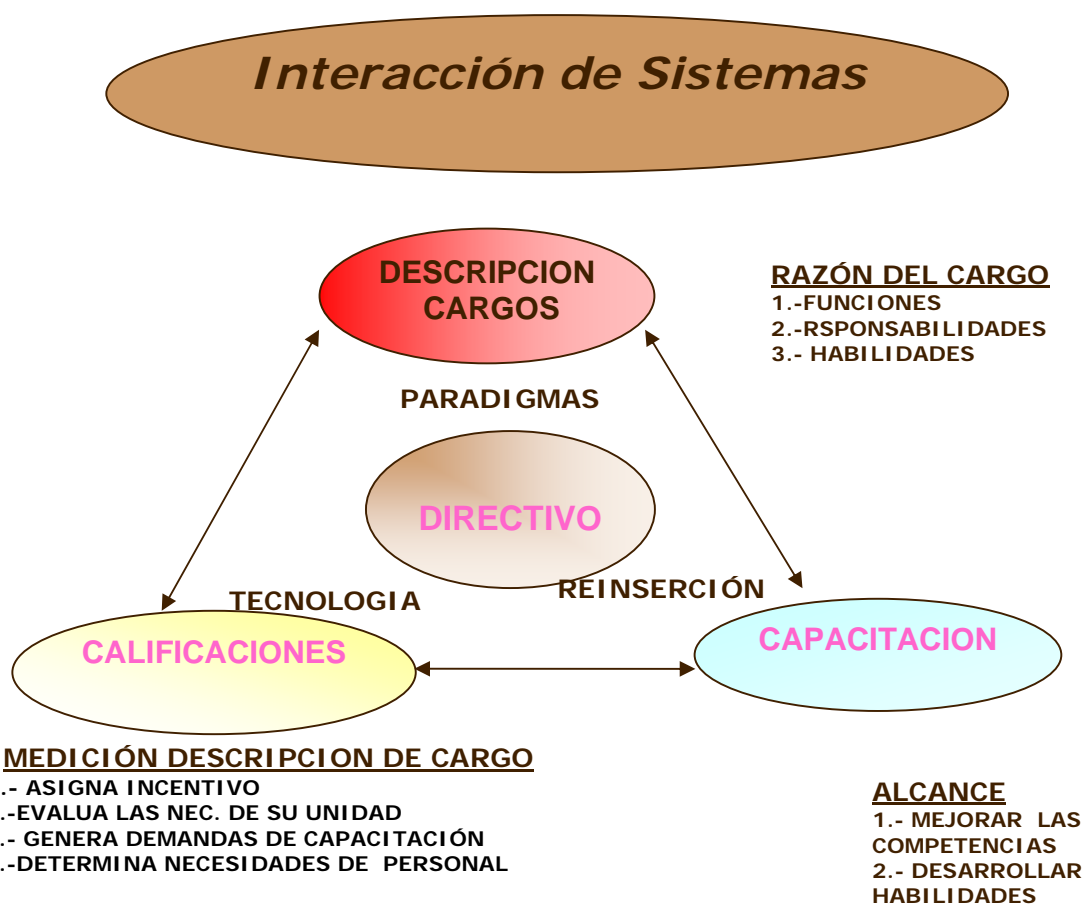 Interacción de Sistemas
DESCRIPCION
CARGOS
RAZÓN DEL CARGO
1.-FUNCIONES
2.-RSPONSABILIDADES
3.- HABILIDADES
PARADIGMAS
DIRECTIVO
TECNOLOGIA
REINSERCIÓN
CALIFICACIONES
CAPACITACION
MEDICIÓN DESCRIPCION DE CARGO
.- ASIGNA INCENTIVO
.-EVALUA LAS NEC. DE SU UNIDAD
.- GENERA DEMANDAS DE CAPACITACIÓN
.-DETERMINA NECESIDADES DE PERSONAL
ALCANCE
1.- MEJORAR LAS
COMPETENCIAS
2.- DESARROLLAR
HABILIDADES